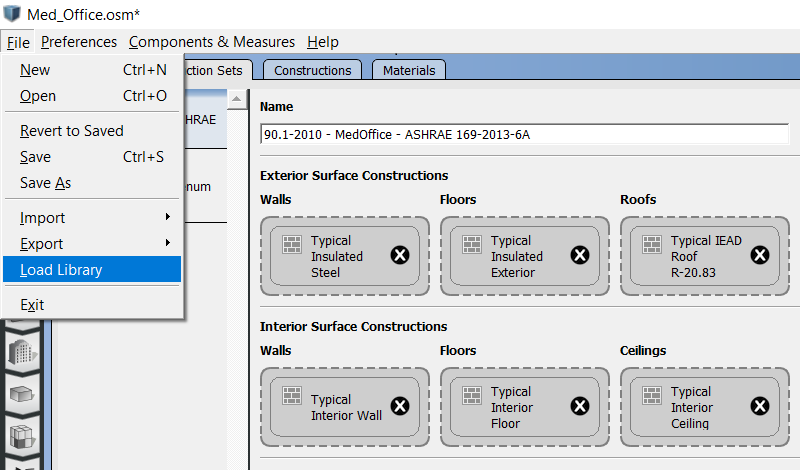 Med_Office.osm*
File Preferences Components & Measures Help
New Ctrl+N
Open Ctrl+O
Revert to Saved
Save Ctrl+S
Save As
Import
Export
Load Library
Exit
ction Sets Constructions Materials
HRAE
num
Name
90.1-2010 - MedOffice - ASHRAE 169-2013-6A
Exterior Surface Constructions
Walls Floors Roofs
Typical
Insulated
Steel
Typical
Insulated
Exterior
Typical IEAD
Roof
R-20.83
Interior Surface Constructions
Walls Floors Ceilings
Typical
Interior Wall
Typical
Interior
Floor
Typical
Interior
Ceiling